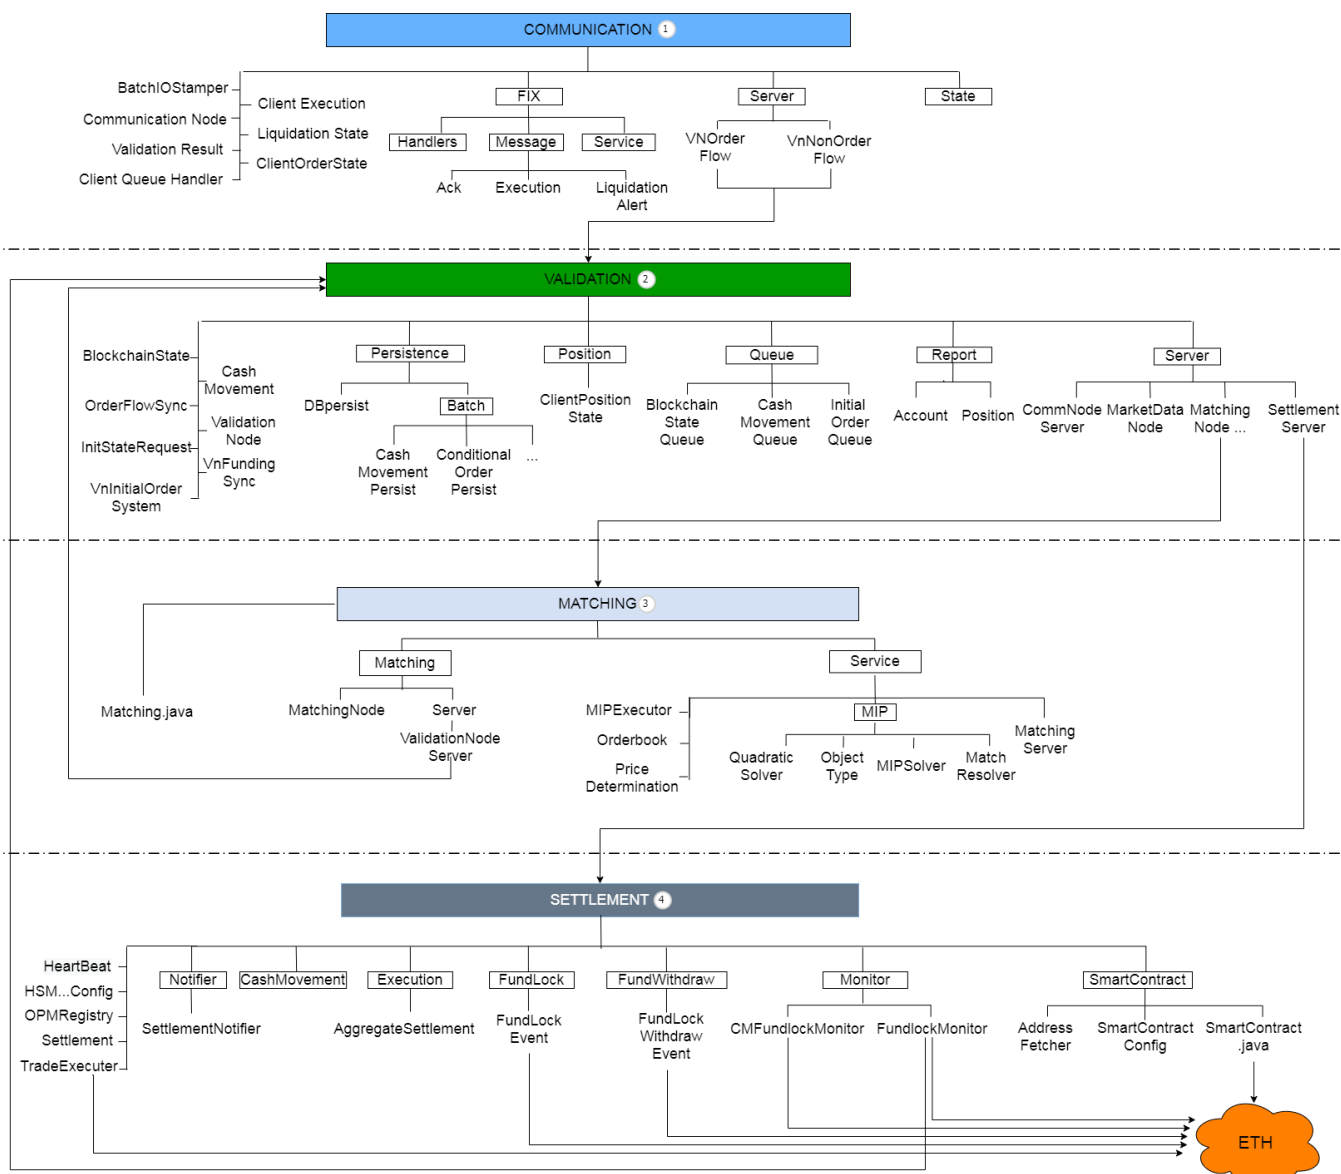 COMMUNICATION 1
BatchIOStamper
Client Execution
Communication Node
Liquidation State
Validation Result
ClientOrderState
Client Queue Handler
FIX
Server
State
Handlers
Message
Service
VNOrder
Flow
VnNonOrder
Flow
Ack
Execution
Liquidation
Alert
VALIDATION 2
BlockchainState
Cash
Movement
OrderFlowSync
Validation
Node
InitStateRequest
VnFunding
Sync
VnInitialOrder
System
Persistence
Position
Queue
Report
Server
DBpersist
Batch
ClientPosition
State
Blockchain
State
Queue
Cash
Movement
Queue
Initial
Order
Queue
Account
Position
CommNode
Server
MarketData
Node
Matching
Node ...
Settlement
Server
Cash
Movement
Persist
Conditional
Order
Persist
...
MATCHING 3
Matching.java
Matching
Service
MatchingNode
Server
ValidationNode
Server
MIPExecutor
Orderbook
Price
Determination
MIP
Matching
Server
Quadratic
Solver
Object
Type
MIPSolver
Match
Resolver
SETTLEMENT 4
HeartBeat
HSM...Config
OPMRegistry
Settlement
TradeExecuter
Notifier
CashMovement
Execution
FundLock
FundWithdraw
Monitor
SmartContract
SettlementNotifier
AggregateSettlement
FundLock
Event
FundLock
Withdraw
Event
CMFundlockMonitor
FundlockMonitor
Address
Fetcher
SmartContract
Config
SmartContract
.java
ETH